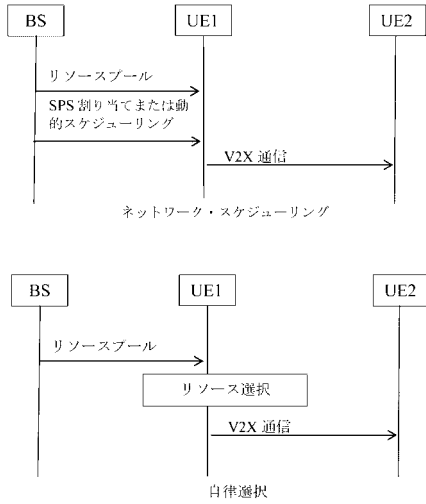 BS UE1 UE2
リソースプール
SPS 割り当てまたは動
的スケジューリング
V2X 通信
ネットワーク・スケジューリング
BS UE1 UE2
リソースプール
リソース選択
V2X 通信
自律選択